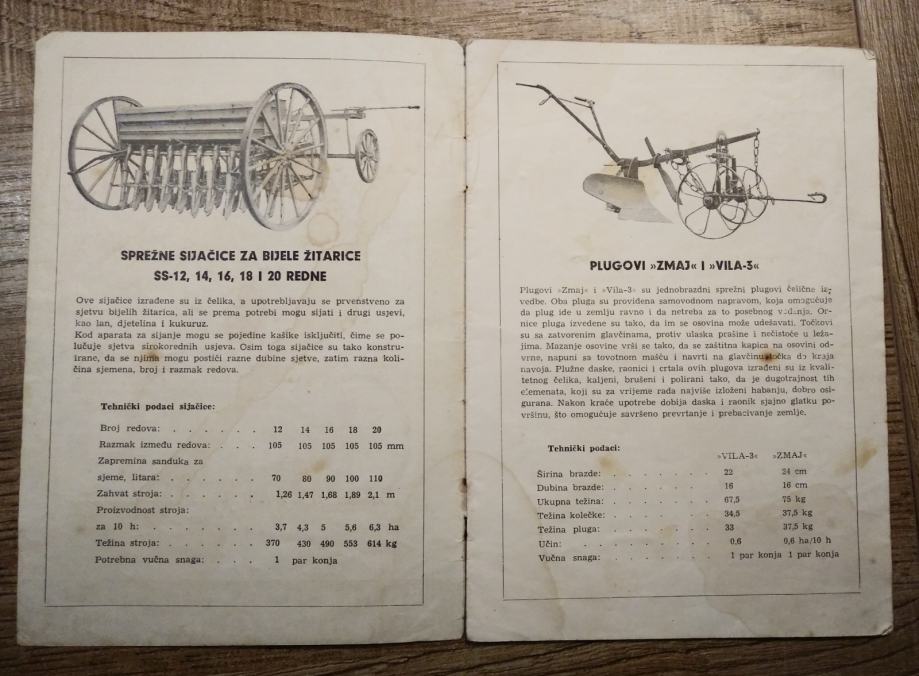 SPREŽNE SIJAČICE ZA BIJELE ŽITARICE
SS-12, 14, 16, 18 I 20 REDNE
Ove sijačice izrađene su iz čelika, a upotrebljavaju se prvenstveno za
sjetvu bijelih žitarica, ali se prema potrebi mogu sijati i drugi usjevi,
kao lan, djetelina i kukuruz.
Kod aparata za sijanje mogu se pojedine kašike isključiti, čime se po-
lučuje sjetva širokorednih usjeva. Osim toga sijačice su tako konstru-
irane, da se njima mogu postići razne dubine sjetve, zatim razna koli-
čina sjemena, broj i razmak redova.
Tehnički podaci sijačice:
Broj redova: . . . . . . . 12 14 16 18 20
Razmak između redova: . . . . 105 105 105 105 105 mm
Zapremina sanduka za
sjeme, litara: . . . . . . . 70 80 90 100 110
Zahvat stroja: . . . . . . . 1,26 1,47 1,68 1,89 2,1 m
Proizvodnost stroja:
za 10 h: . . . . . . . . 3,7 4,3 5 5,6 6,3 ha
Težina stroja: . . . . . . . 370 430 490 553 614 kg
Potrebna vučna snaga: . . . 1 par konja
PLUGOVI »ZMAJ« I »VILA-3«
Plugovi »Zmaj« i »Vila-3« su jednobrazdni sprežni plugovi čelične iz-
vedbe. Oba pluga su providena samovodnom napravom, koja omogućuje
da plug ide u zemlju ravno i da netreba za to posebnog vođenja. Or-
nice pluga izvedene su tako, da im se osovina može udešavati. Točkovi
su sa zatvorenim glavčinama, protiv ulaska prašine i nečistoće u leža-
jima. Mazanje osovine vrši se tako, da se zaštitna kapica na osovini od-
vrne, napuni sa tovotnom mašću i navrti na glavčinu točka do kraja
navoja. Plužne daske, raonici i crtala ovih plugova izrađeni su iz kvali-
tetnog čelika, kaljeni, brušeni i polirani tako, da je dugotrajnost tih
elemenata, koji su za vrijeme rada najviše izloženi habanju, dobro osi-
gurana. Nakon kraće upotrebe dobija daska i raonik sjajno glatku po-
vršinu, što omogućuje savršeno prevrtanje i prebacivanje zemlje.
Tehnički podaci:
»VILA-3« »ZMAJ«
Širina brazde: . . . . . . . 22 24 cm
Dubina brazde: . . . . . . . 16 16 cm
Ukupna težina: . . . . . . . 67,5 75 kg
Težina kolečke: . . . . . . . 34,5 37,5 kg
Težina pluga: . . . . . . . 33 37,5 kg
Učin: . . . . . . . 0,6 0,6 ha/10 h
Vučna snaga: . . . . . . . 1 par konja 1 par konja